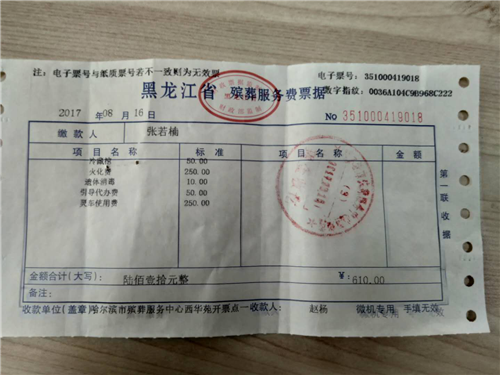 注：电子票号与纸质票号若不一致则为无效票
电子票号：351000419018
黑龙江省 殡葬服务费票据
数字指纹：0036A104C9B968C222
2017 年 08 月 16 日
NO 351000419018
缴款人 张若楠
项目名称 标准 项目名称 金额
冷藏棺 50.00
火化费 250.00
遗体消毒 10.00
引导代办费 50.00
灵车使用费 250.00
第一联收据
金额合计(大写)： 陆佰壹拾元整 ¥：610.00
备注：
收款单位(盖章)哈尔滨市殡葬服务中心西华苑开票点一收款人： 赵杨 微机专用 手填无效